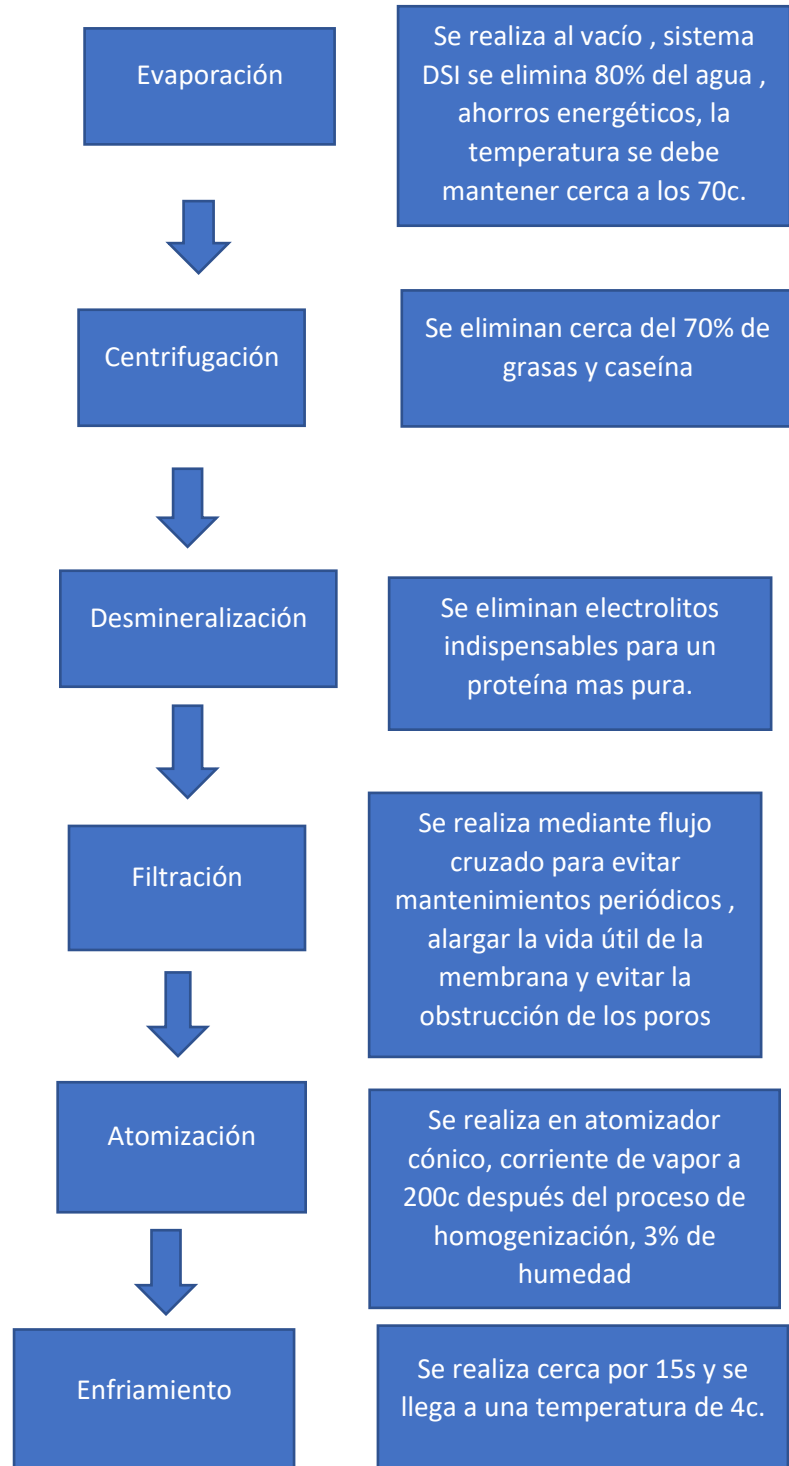 Evaporación
Se realiza al vacío , sistema
DSI se elimina 80% del agua ,
ahorros energéticos, la
temperatura se debe
mantener cerca a los 70c.
Centrifugación
Se eliminan cerca del 70% de
grasas y caseína
Desmineralización
Se eliminan electrolitos
indispensables para un
proteína mas pura.
Filtración
Se realiza mediante flujo
cruzado para evitar
mantenimientos periódicos ,
alargar la vida útil de la
membrana y evitar la
obstrucción de los poros
Atomización
Se realiza en atomizador
cónico, corriente de vapor a
200c después del proceso de
homogenización, 3% de
humedad
Enfriamiento
Se realiza cerca por 15s y se
llega a una temperatura de 4c.